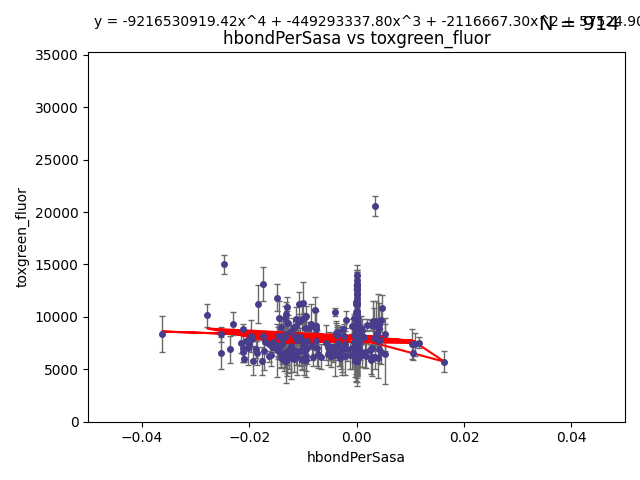 y = -9216530919.42x^4 + -449293337.80x^3 + -2116667.30x^2
N = 914
hbondPerSasa vs toxgreen_fluor
35000
30000
25000
20000
15000
10000
5000
0
toxgreen_fluor
−0.04
−0.02
0.00
0.02
0.04
hbondPerSasa